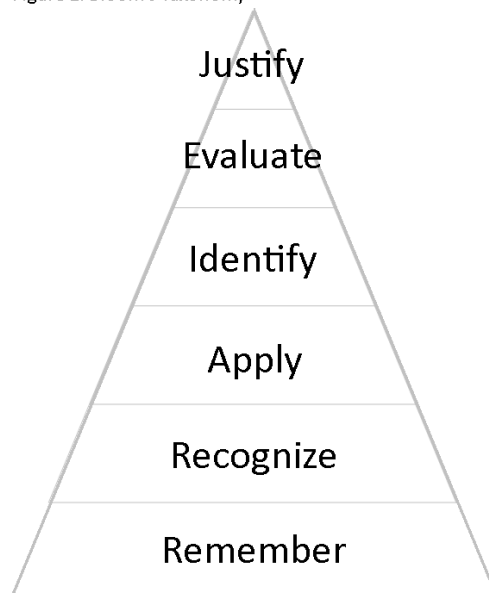 Justify
Evaluate
Identify
Apply
Recognize
Remember